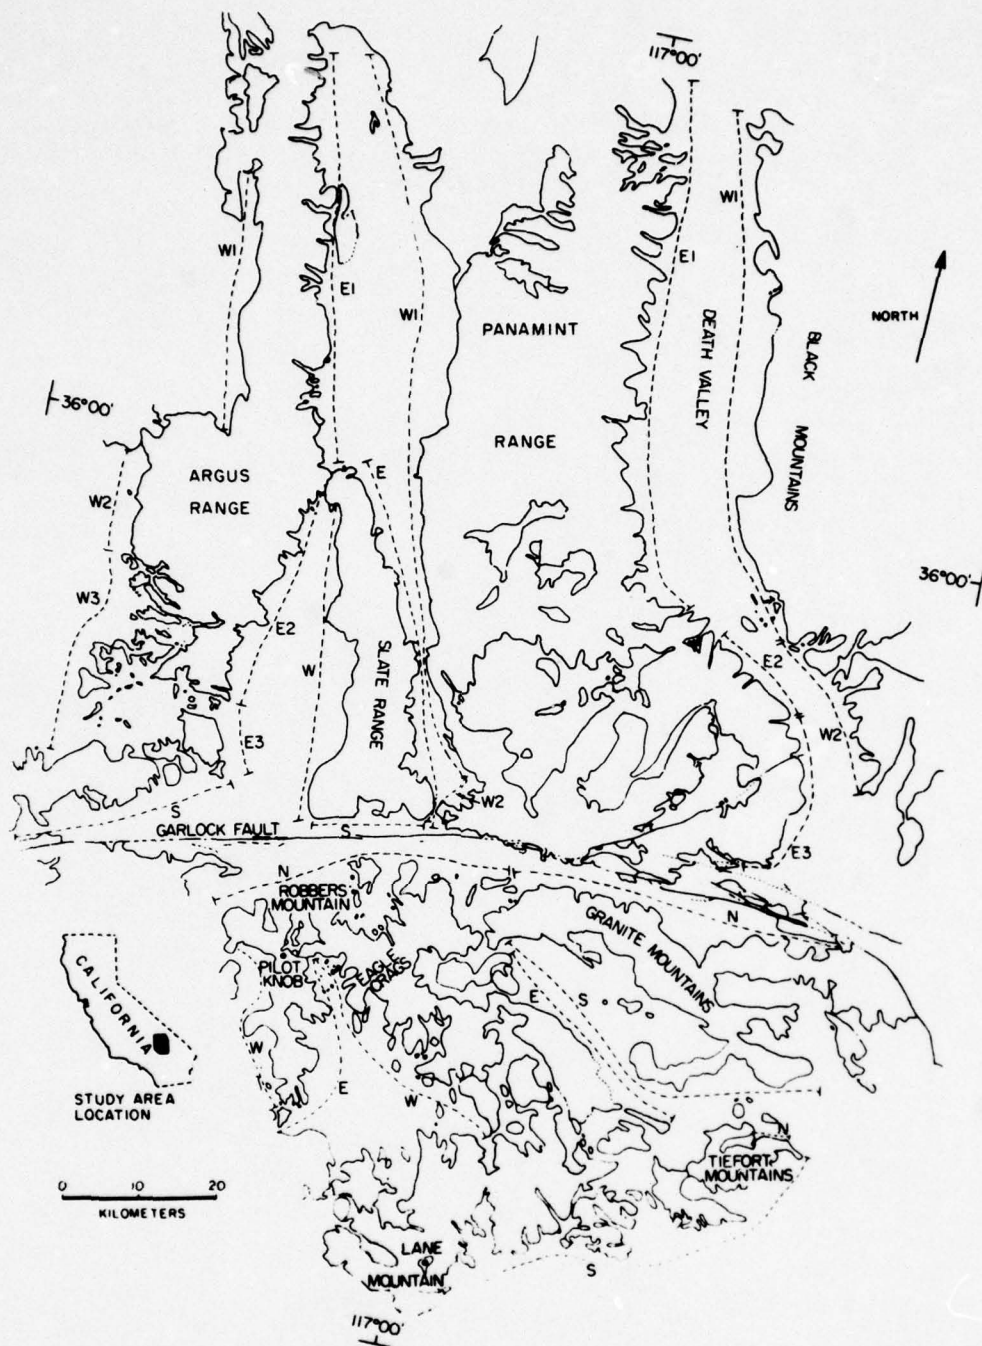 117°00'
W1
W1
E1
E1
W1
NORTH
PANAMINT
RANGE
DEATH VALLEY
BLACK MOUNTAINS
36°00'
ARGUS
RANGE
W2
E
W3
E2
W
SLATE RANGE
36°00'
E2
W2
E3
W2
S
GARLOCK FAULT
S
E3
N
ROBBERS
MOUNTAIN
N
GRANITE MOUNTAINS
PILOT
KNOB
EAGLE
CRAGS
E
S
W
E
W
CALIFORNIA
STUDY AREA
LOCATION
N
TIEFORT
MOUNTAINS
0 10 20
KILOMETERS
LANE
MOUNTAIN
S
117°00'